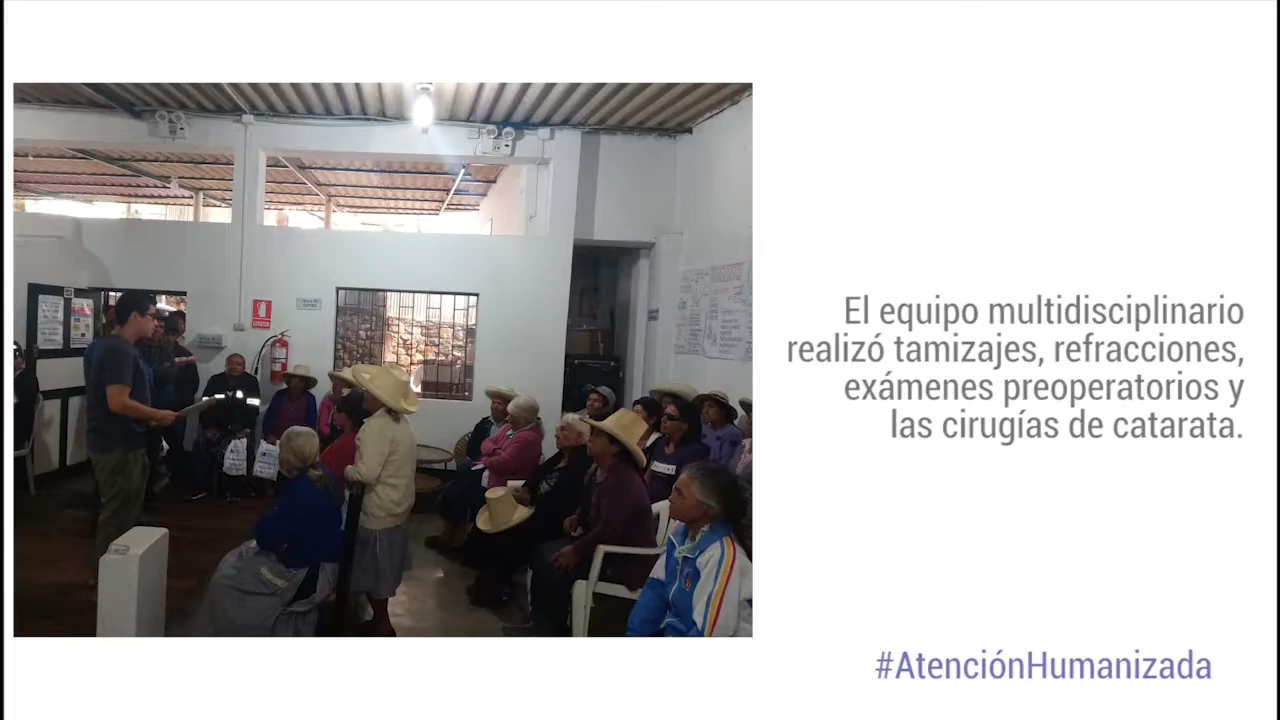 El equipo multidisciplinario
realizó tamizajes, refracciones,
exámenes preoperatorios y
las cirugías de catarata.
#AtenciónHumanizada